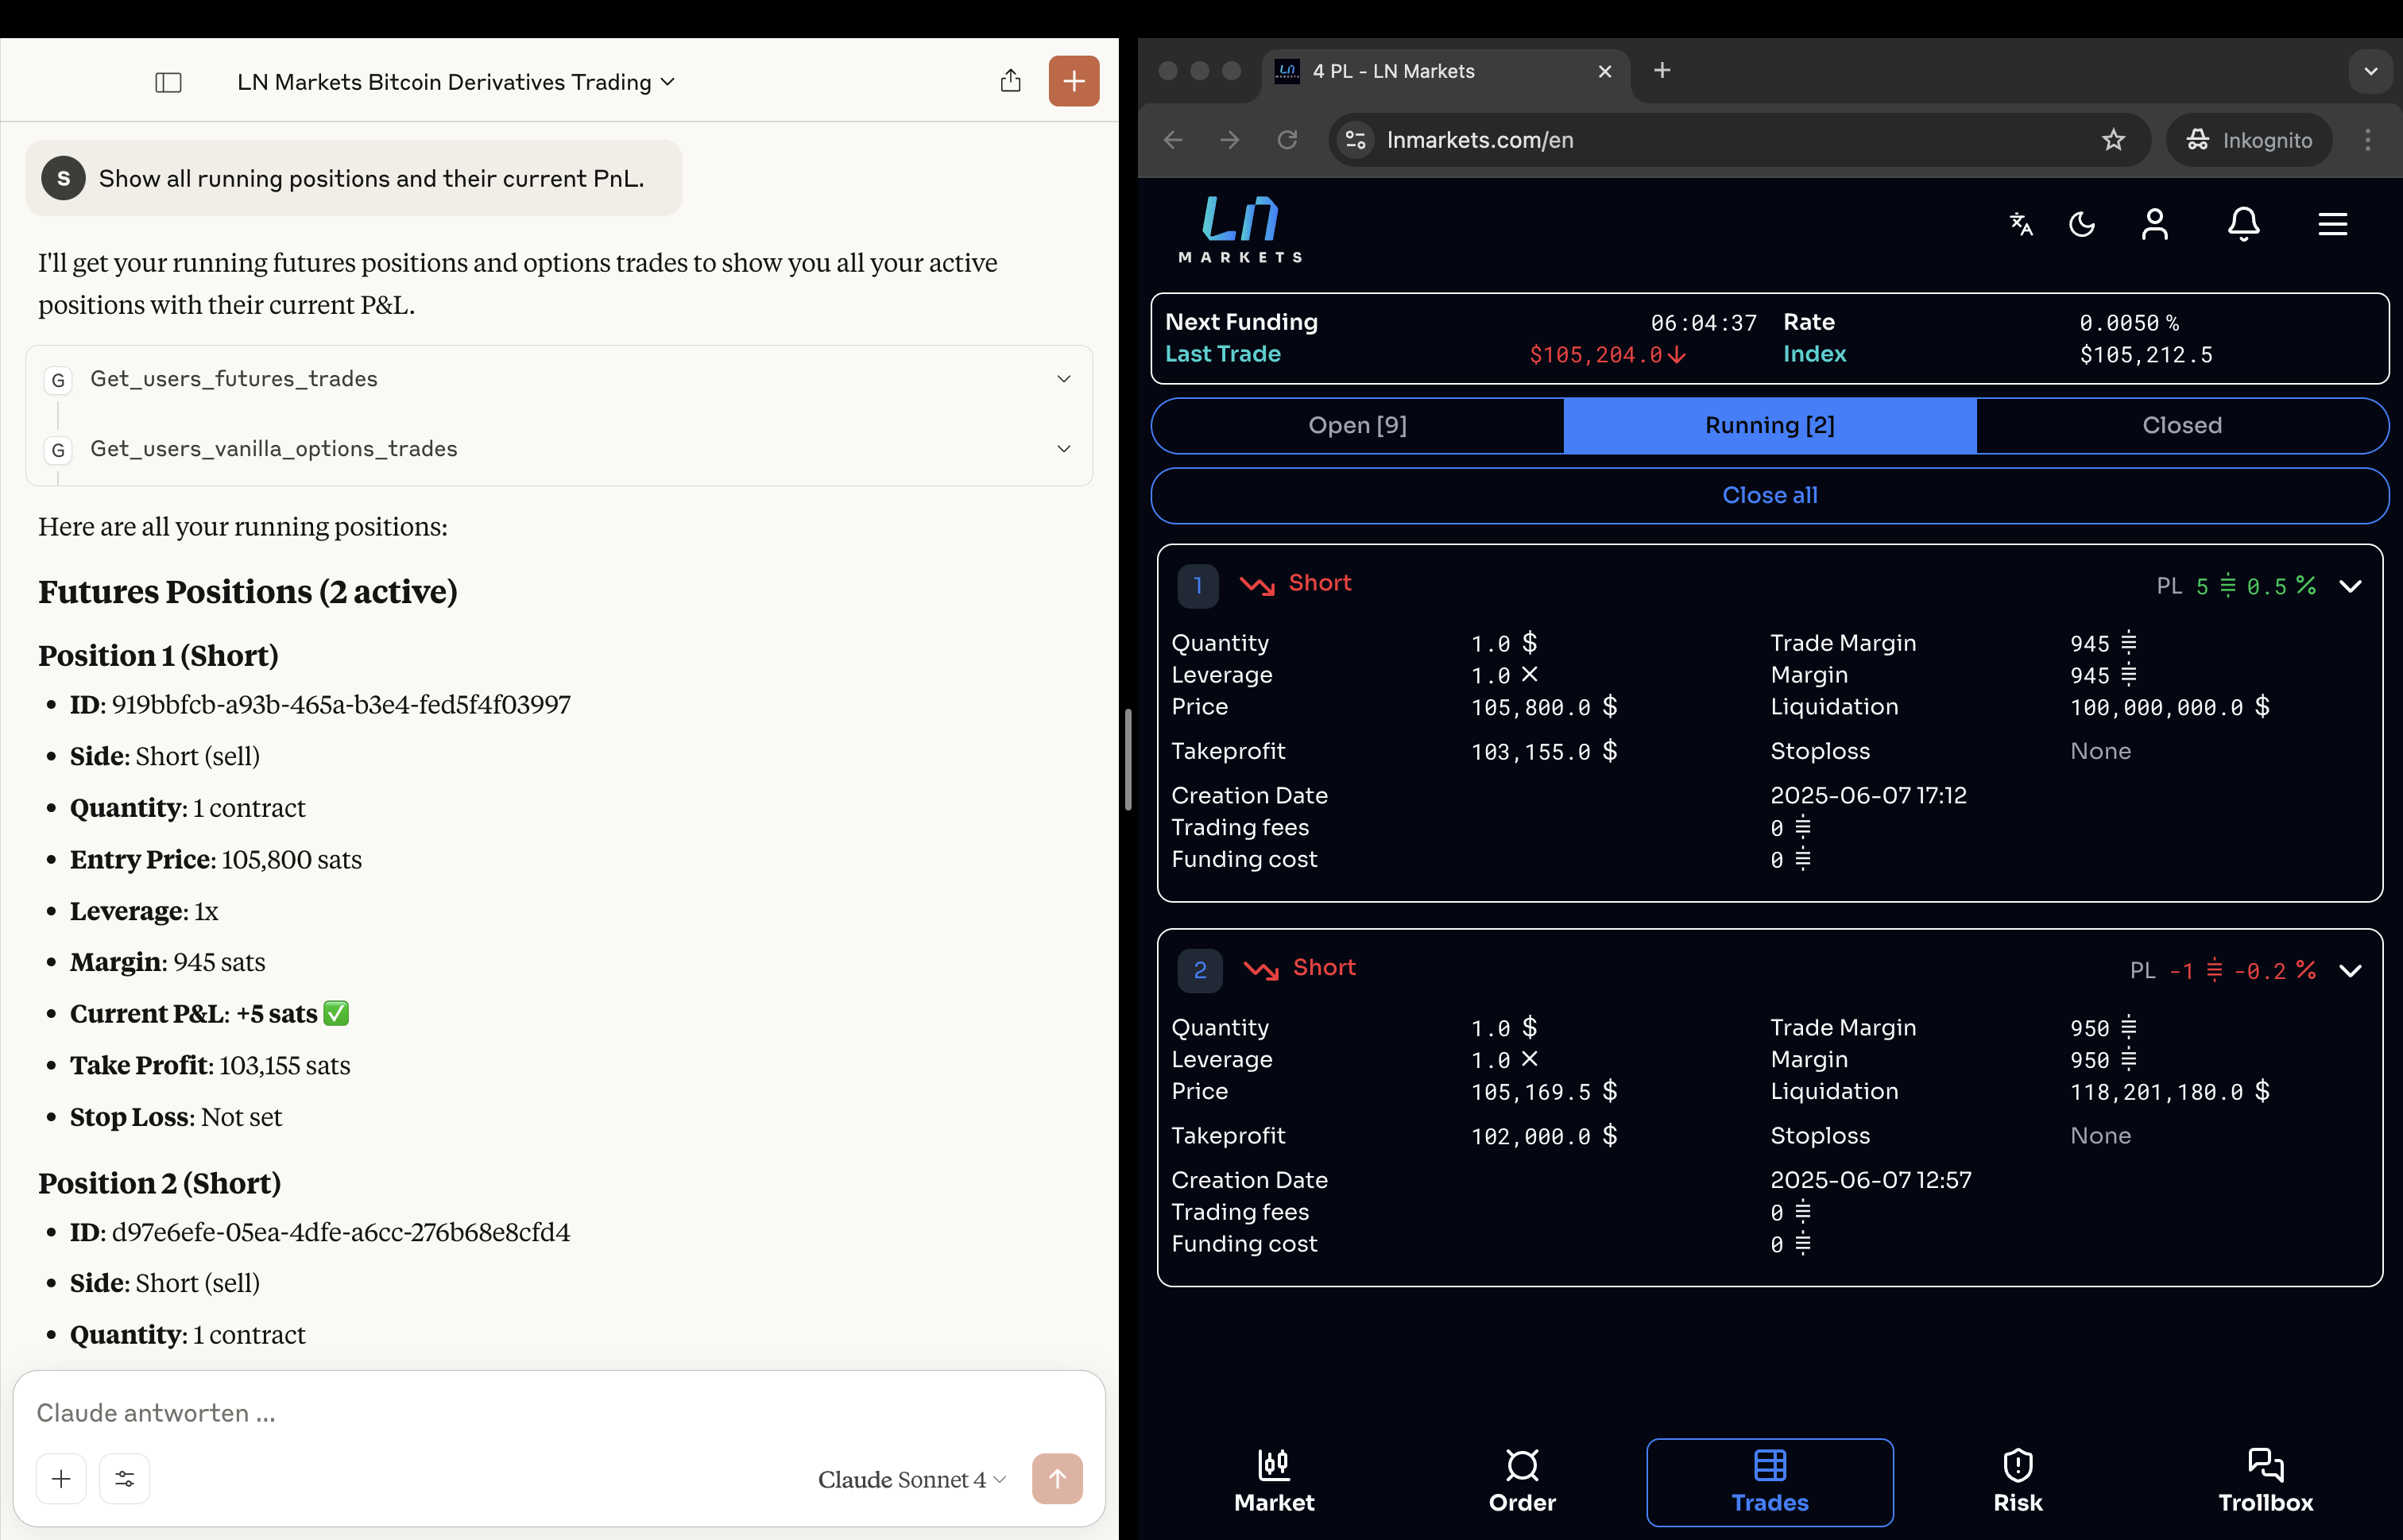 LN Markets Bitcoin Derivatives Trading
S Show all running positions and their current PnL.
I'll get your running futures positions and options trades to show you all your active
positions with their current P&L.
G Get_users_futures_trades
G Get_users_vanilla_options_trades
Here are all your running positions:
Futures Positions (2 active)
Position 1 (Short)
• ID: 919bbfcb-a93b-465a-b3e4-fed5f4f03997
• Side: Short (sell)
• Quantity: 1 contract
• Entry Price: 105,800 sats
• Leverage: 1x
• Margin: 945 sats
• Current P&L: +5 sats ✅
• Take Profit: 103,155 sats
• Stop Loss: Not set
Position 2 (Short)
• ID: d97e6efe-05ea-4dfe-a6cc-276b68e8cfd4
• Side: Short (sell)
• Quantity: 1 contract
Claude antworten ...
Claude Sonnet 4
4 PL - LN Markets
lnmarkets.com/en
Inkognito
LN
MARKETS
Next Funding 06:04:37 Rate 0.0050 %
Last Trade $105,204.0↓ Index $105,212.5
Open [9] Running [2] Closed
Close all
1 Short PL 5 0.5 %
Quantity 1.0 $ Trade Margin 945
Leverage 1.0 × Margin 945
Price 105,800.0 $ Liquidation 100,000,000.0 $
Takeprofit 103,155.0 $ Stoploss None
Creation Date 2025-06-07 17:12
Trading fees 0
Funding cost 0
2 Short PL -1 -0.2 %
Quantity 1.0 $ Trade Margin 950
Leverage 1.0 × Margin 950
Price 105,169.5 $ Liquidation 118,201,180.0 $
Takeprofit 102,000.0 $ Stoploss None
Creation Date 2025-06-07 12:57
Trading fees 0
Funding cost 0
Market Order Trades Risk Trollbox